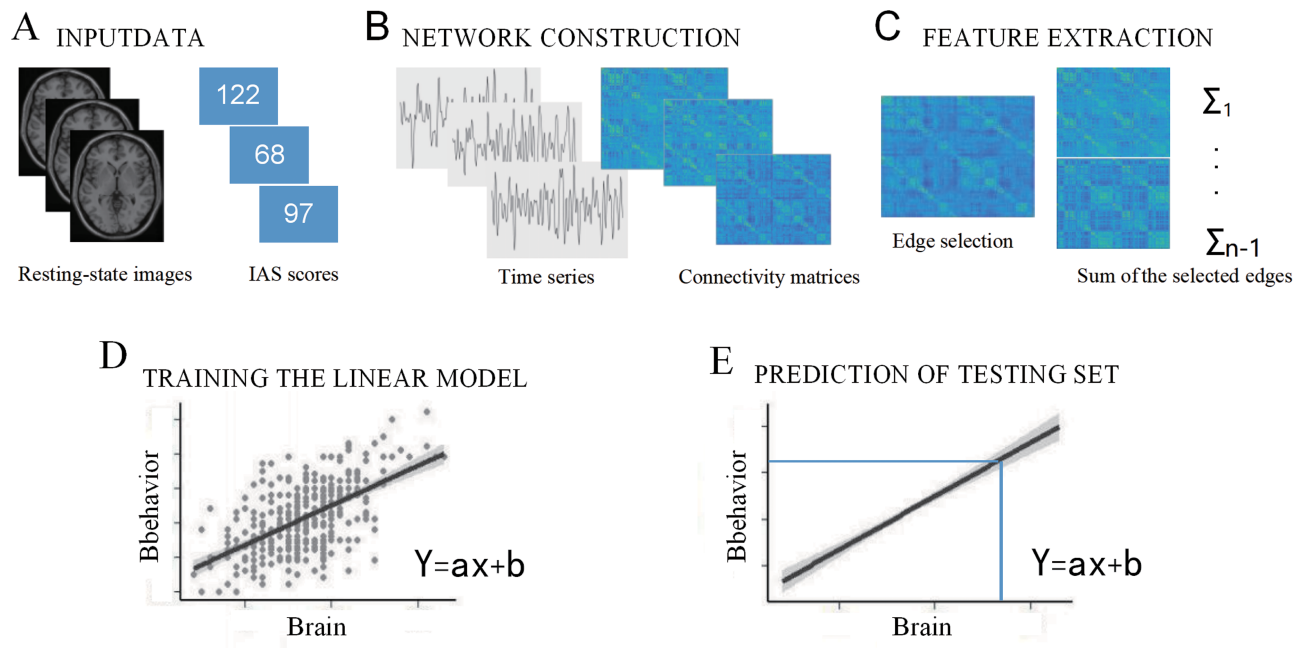 A INPUTDATA
B NETWORK CONSTRUCTION
C FEATURE EXTRACTION
122
68
97
Σ1
.
.
.
Σn-1
Edge selection
Resting-state images
IAS scores
Time series
Connectivity matrices
Sum of the selected edges
D TRAINING THE LINEAR MODEL
Bbehavior
Y=ax+b
Brain
E PREDICTION OF TESTING SET
Bbehavior
Y=ax+b
Brain